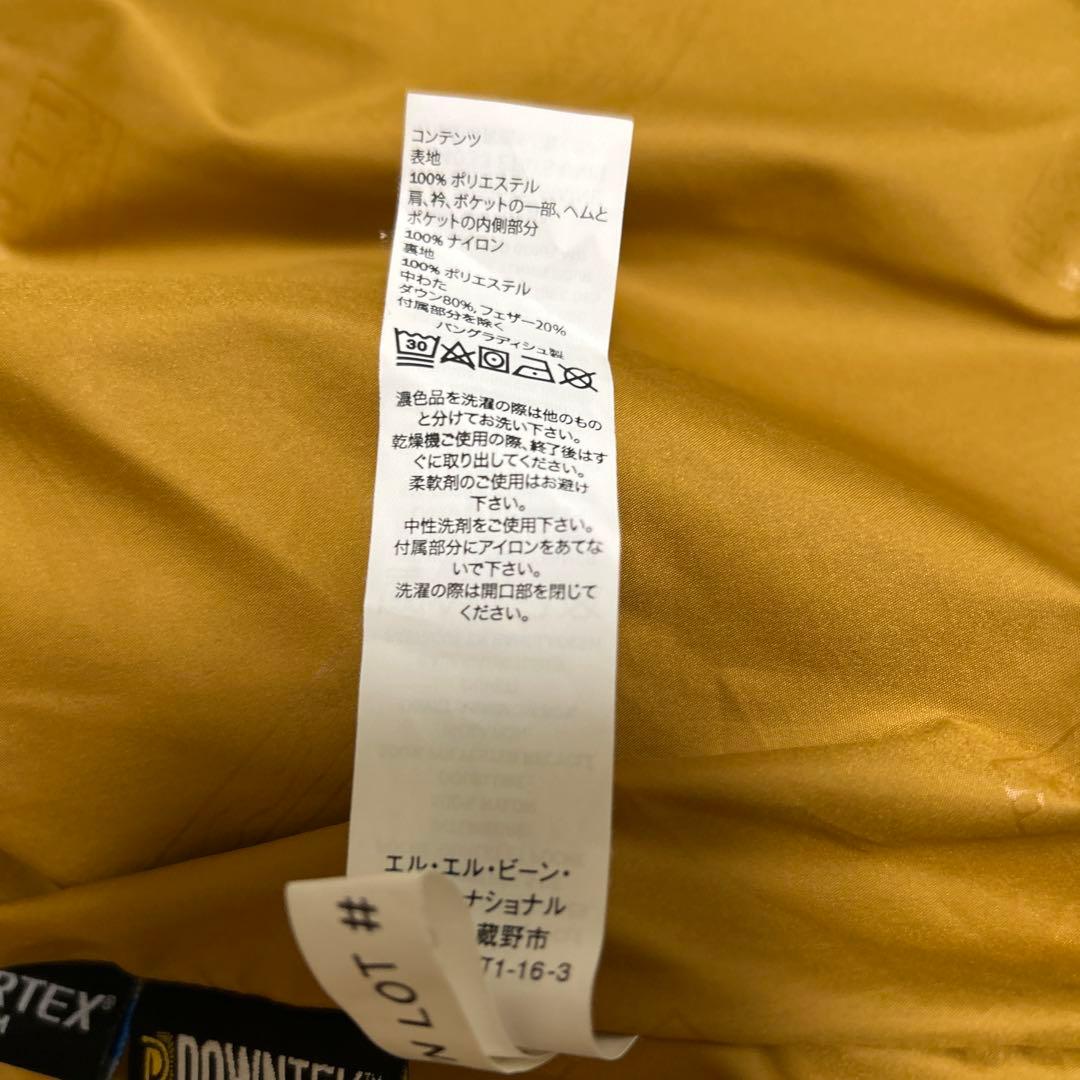 コンテンツ
表地
100% ポリエステル
肩、衿、ポケットの一部、ヘムと
ポケットの内側部分
100% ナイロン
裏地
100% ポリエステル
中わた
ダウン80%, フェザー20%
付属部分を除く
バングラディシュ製
30
濃色品を洗濯の際は他のもの
と分けてお洗い下さい。
乾燥機ご使用の際、終了後はす
ぐに取り出してください。
柔軟剤のご使用はお避け
下さい。
中性洗剤をご使用下さい。
付属部分にアイロンをあてな
いで下さい。
洗濯の際は開口部を閉じて
ください。
エル・エル・ビーン・
ナショナル
蔵野市
1-16-3
N LOT #
RTEX®
DOWNTEK™